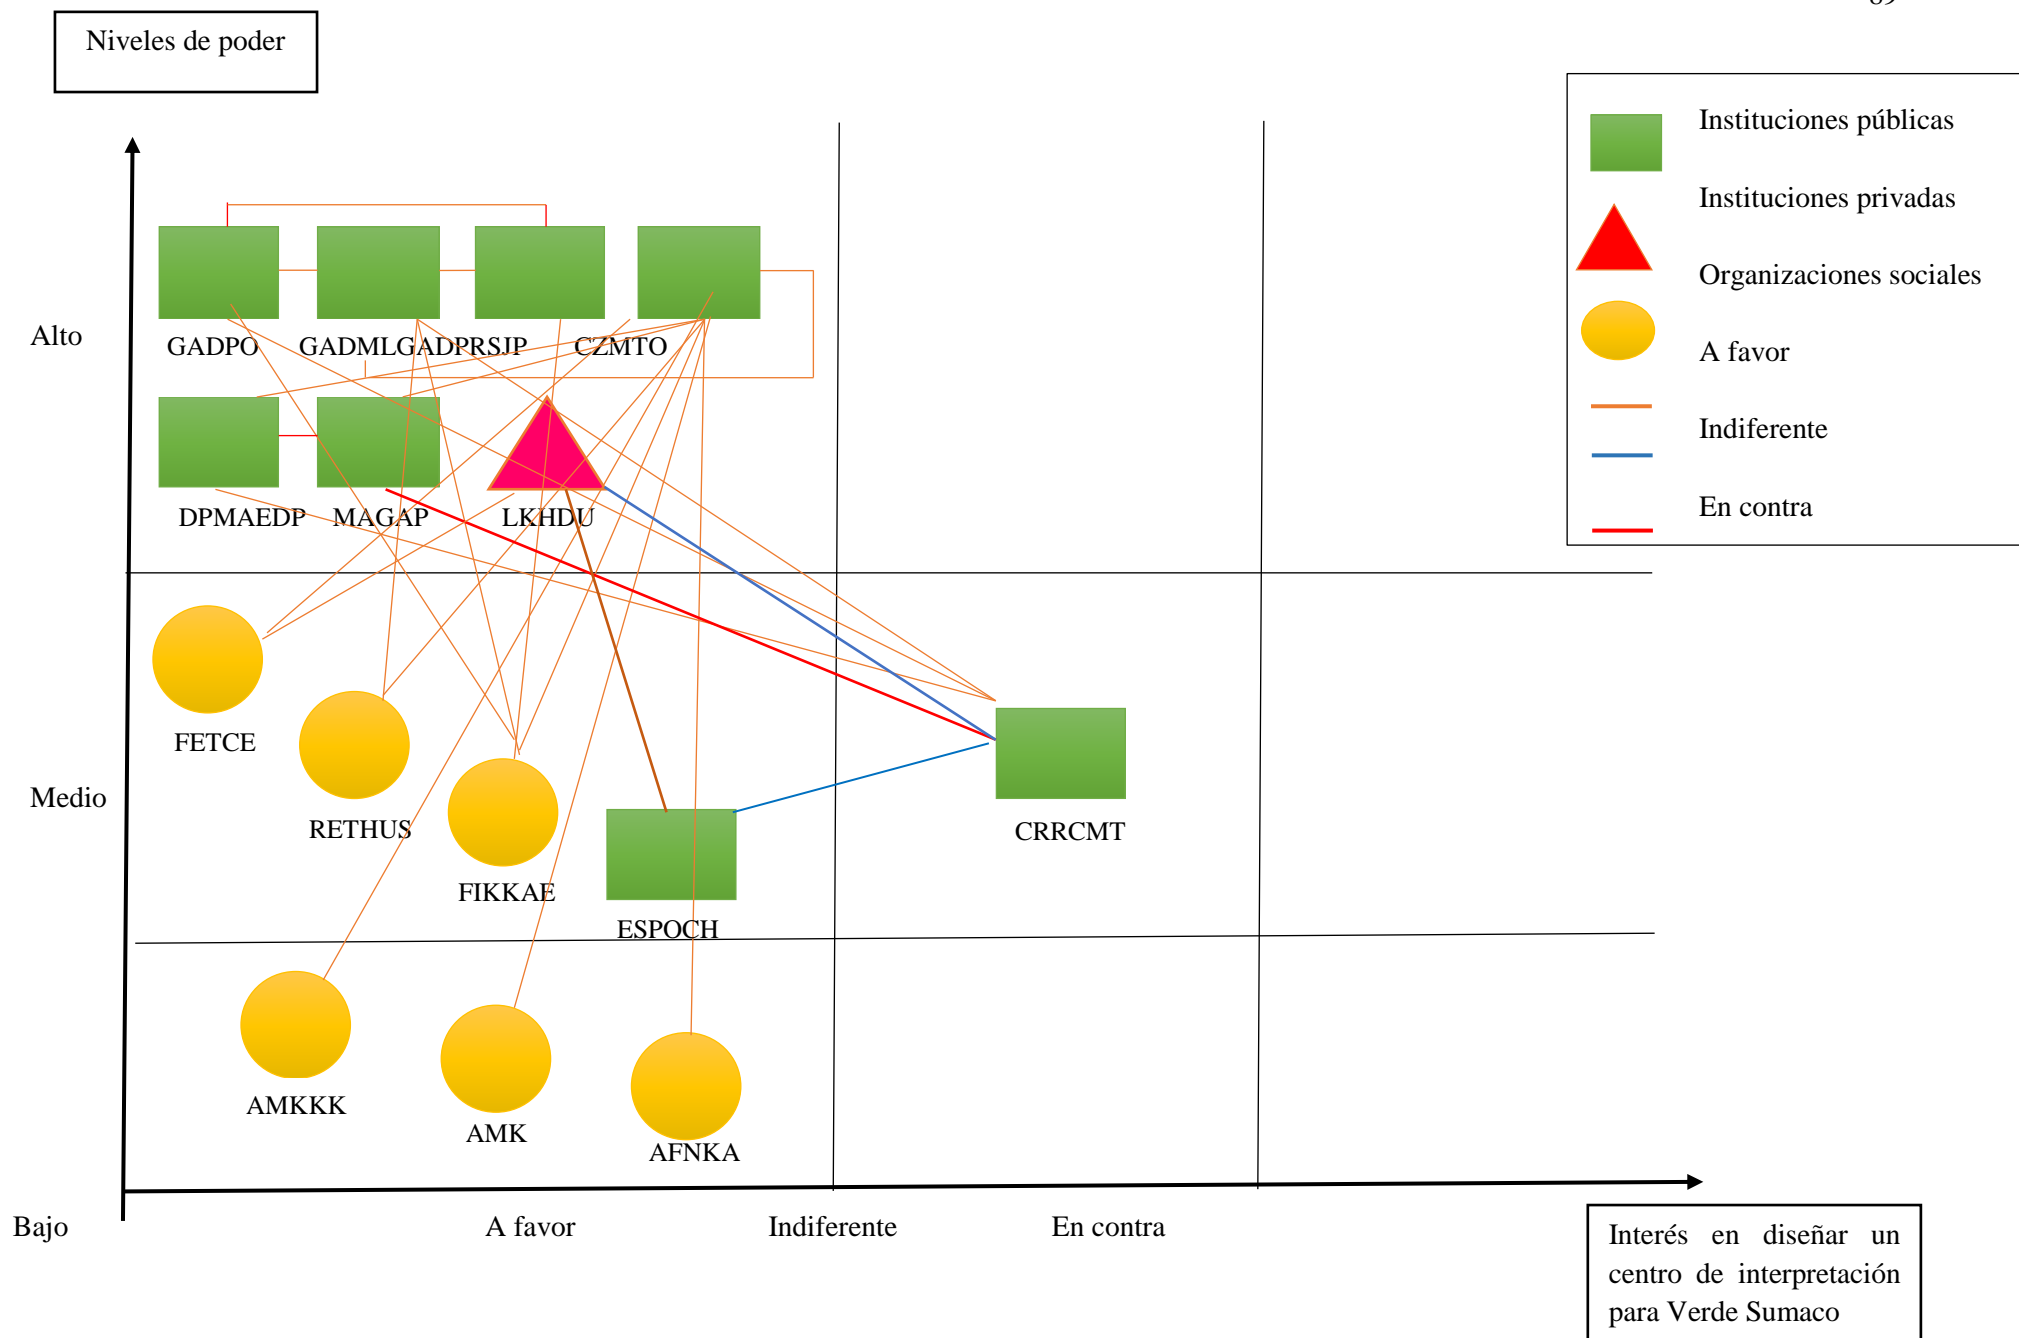 Niveles de poder
Instituciones públicas
Instituciones privadas
Organizaciones sociales
A favor
Indiferente
En contra
Alto
GADPO
GADML
GADPRSJP
CZMTO
DPMAEDP
MAGAP
LKHDU
FETCE
Medio
RETHUS
FIKKAE
ESPOCH
CRRCMT
AMKKK
AMK
AFNKA
Bajo
A favor
Indiferente
En contra
Interés en diseñar un
centro de interpretación
para Verde Sumaco